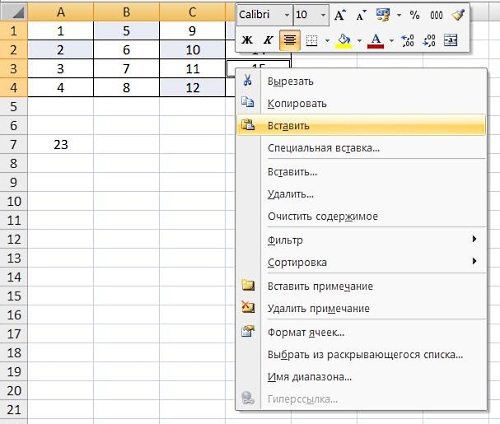 Calibri 10 A A % 000
Ж К А
A B C
1 1 5 9
2 2 6 10 14
3 3 7 11 15
4 4 8 12
5
6
7 23
8
9
10
11
12
13
14
15
16
17
18
19
20
21
Вырезать
Копировать
Вставить
Специальная вставка...
Вставить...
Удалить...
Очистить содержимое
Фильтр
Сортировка
Вставить примечание
Удалить примечание
Формат ячеек...
Выбрать из раскрывающегося списка...
Имя диапазона...
Гиперссылка...